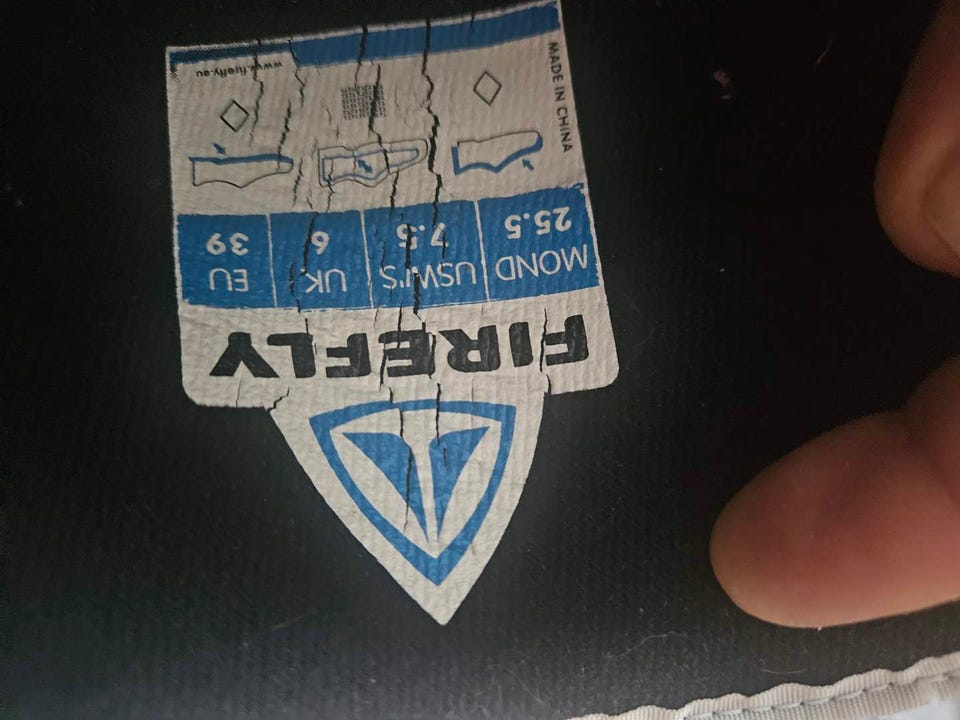 FIREFLY
MOND USW'S UK EU
25.5 7.5 6 39
MADE IN CHINA
www.firefly.eu